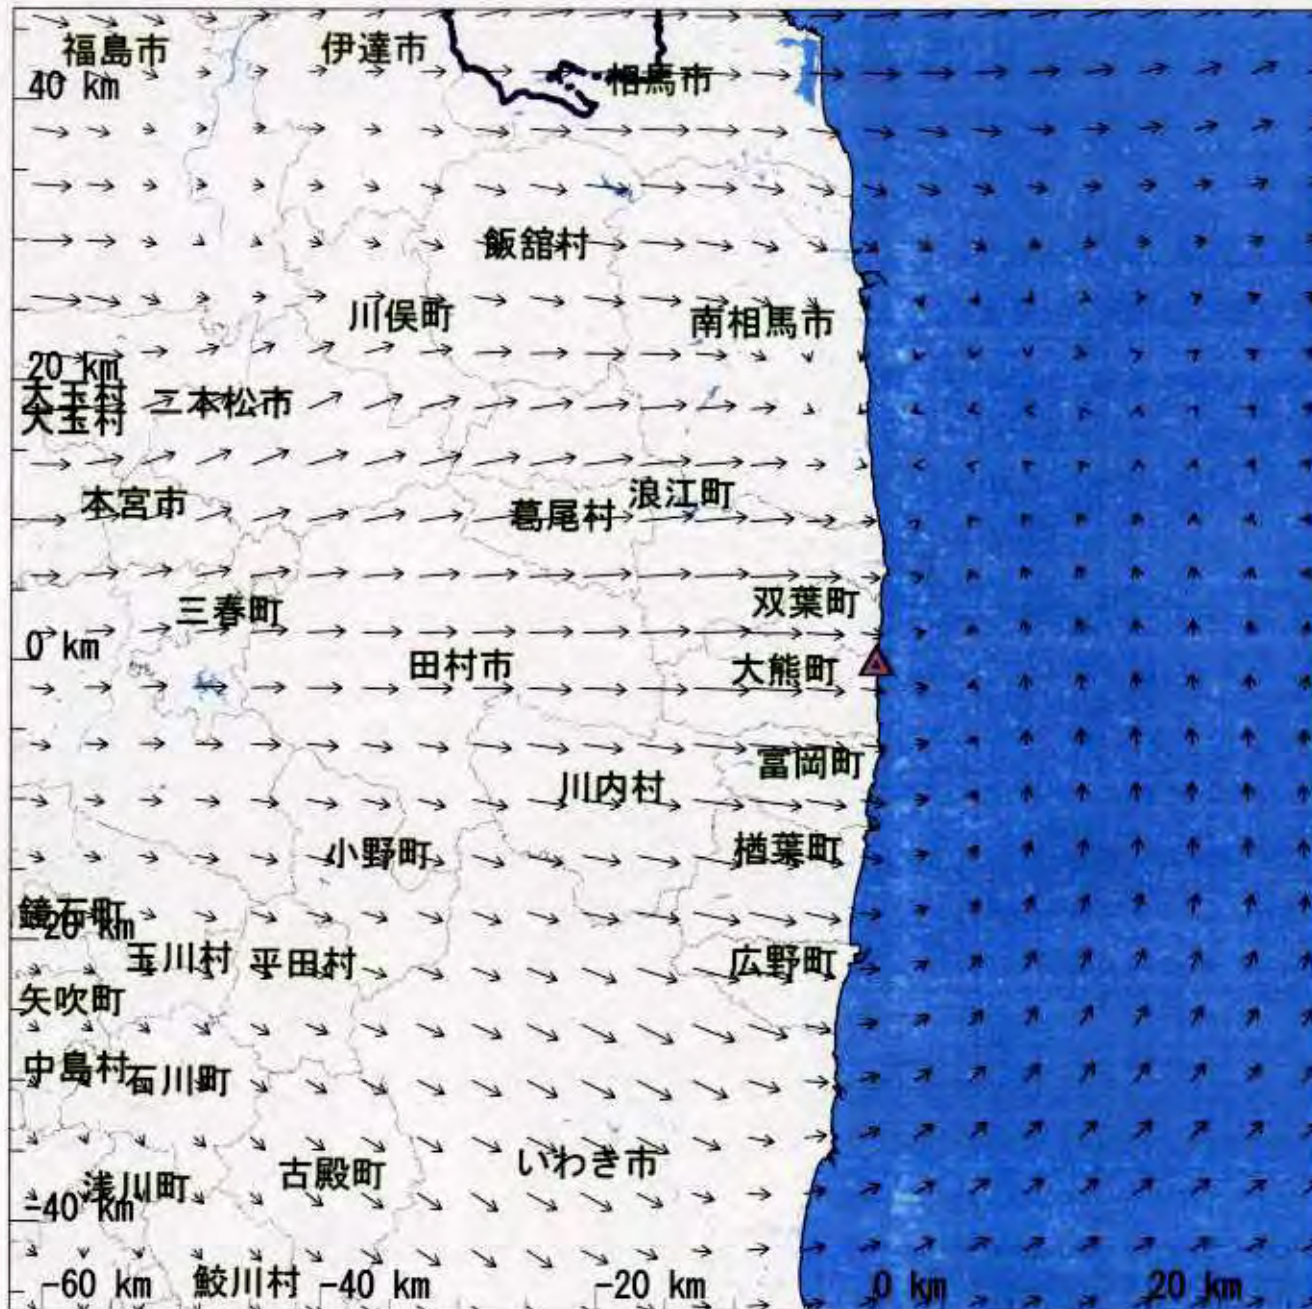 福島市 伊達市
相馬市
40 km
飯舘村
川俣町 南相馬市
20 km
大玉村 二本松市
大玉村
本宮市 葛尾村 浪江町
三春町 双葉町
0 km 田村市 大熊町
川内村 富岡町
小野町 楢葉町
鏡石町
-20 km
玉川村 平田村 広野町
矢吹町
中島村 石川町
浅川町 古殿町 いわき市
-40 km
鮫川村
-60 km -40 km -20 km 0 km 20 km